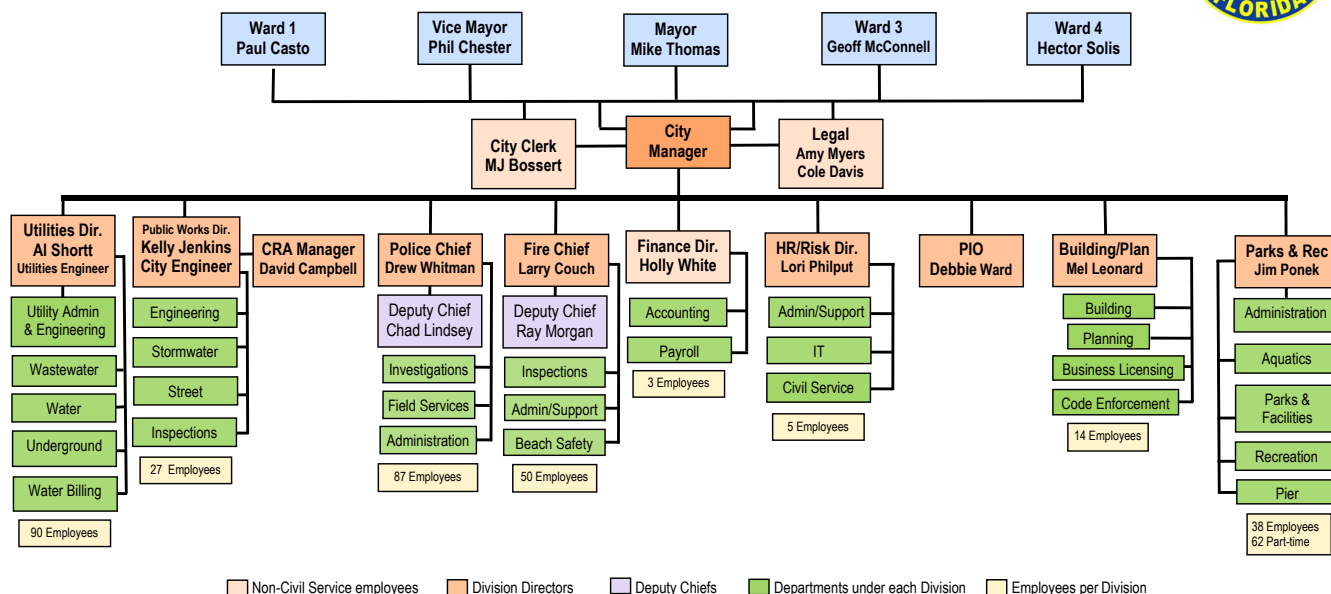 FLORIDA
Ward 1
Paul Casto
Vice Mayor
Phil Chester
Mayor
Mike Thomas
Ward 3
Geoff McConnell
Ward 4
Hector Solis
City Clerk
MJ Bossert
City
Manager
Legal
Amy Myers
Cole Davis
Utilities Dir.
Al Shortt
Utilities Engineer
Public Works Dir.
Kelly Jenkins
City Engineer
CRA Manager
David Campbell
Police Chief
Drew Whitman
Fire Chief
Larry Couch
Finance Dir.
Holly White
HR/Risk Dir.
Lori Philput
PIO
Debbie Ward
Building/Plan
Mel Leonard
Parks & Rec
Jim Ponek
Utility Admin
& Engineering
Wastewater
Water
Underground
Water Billing
90 Employees
Engineering
Stormwater
Street
Inspections
27 Employees
Deputy Chief
Chad Lindsey
Investigations
Field Services
Administration
87 Employees
Deputy Chief
Ray Morgan
Inspections
Admin/Support
Beach Safety
50 Employees
Accounting
Payroll
3 Employees
Admin/Support
IT
Civil Service
5 Employees
Building
Planning
Business Licensing
Code Enforcement
14 Employees
Administration
Aquatics
Parks &
Facilities
Recreation
Pier
38 Employees
62 Part-time
Non-Civil Service employees
Division Directors
Deputy Chiefs
Departments under each Division
Employees per Division